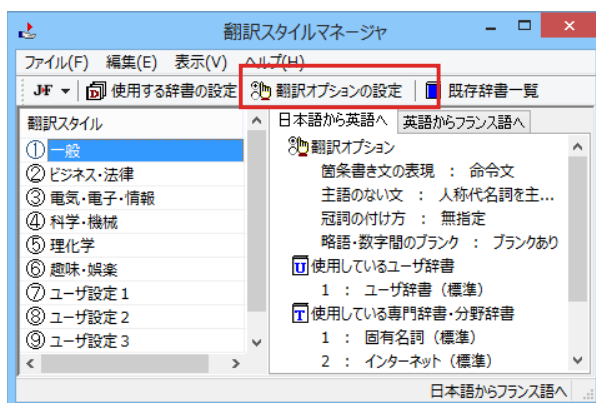 翻訳スタイルマネージャ
ファイル(F) 編集(E) 表示(V) ヘルプ(H)
J▸F 使用する辞書の設定 翻訳オプションの設定 既存辞書一覧
翻訳スタイル
① 一般
② ビジネス・法律
③ 電気・電子・情報
④ 科学・機械
⑤ 理化学
⑥ 趣味・娯楽
⑦ ユーザ設定1
⑧ ユーザ設定2
⑨ ユーザ設定3
日本語から英語へ 英語からフランス語へ
翻訳オプション
箇条書き文の表現 : 命令文
主語のない文 : 人称代名詞を主...
冠詞の付け方 : 無指定
略語・数字間のブランク : ブランクあり
U 使用しているユーザ辞書
1 : ユーザ辞書 (標準)
T 使用している専門辞書・分野辞書
1 : 固有名詞 (標準)
2 : インターネット (標準)
日本語からフランス語へ